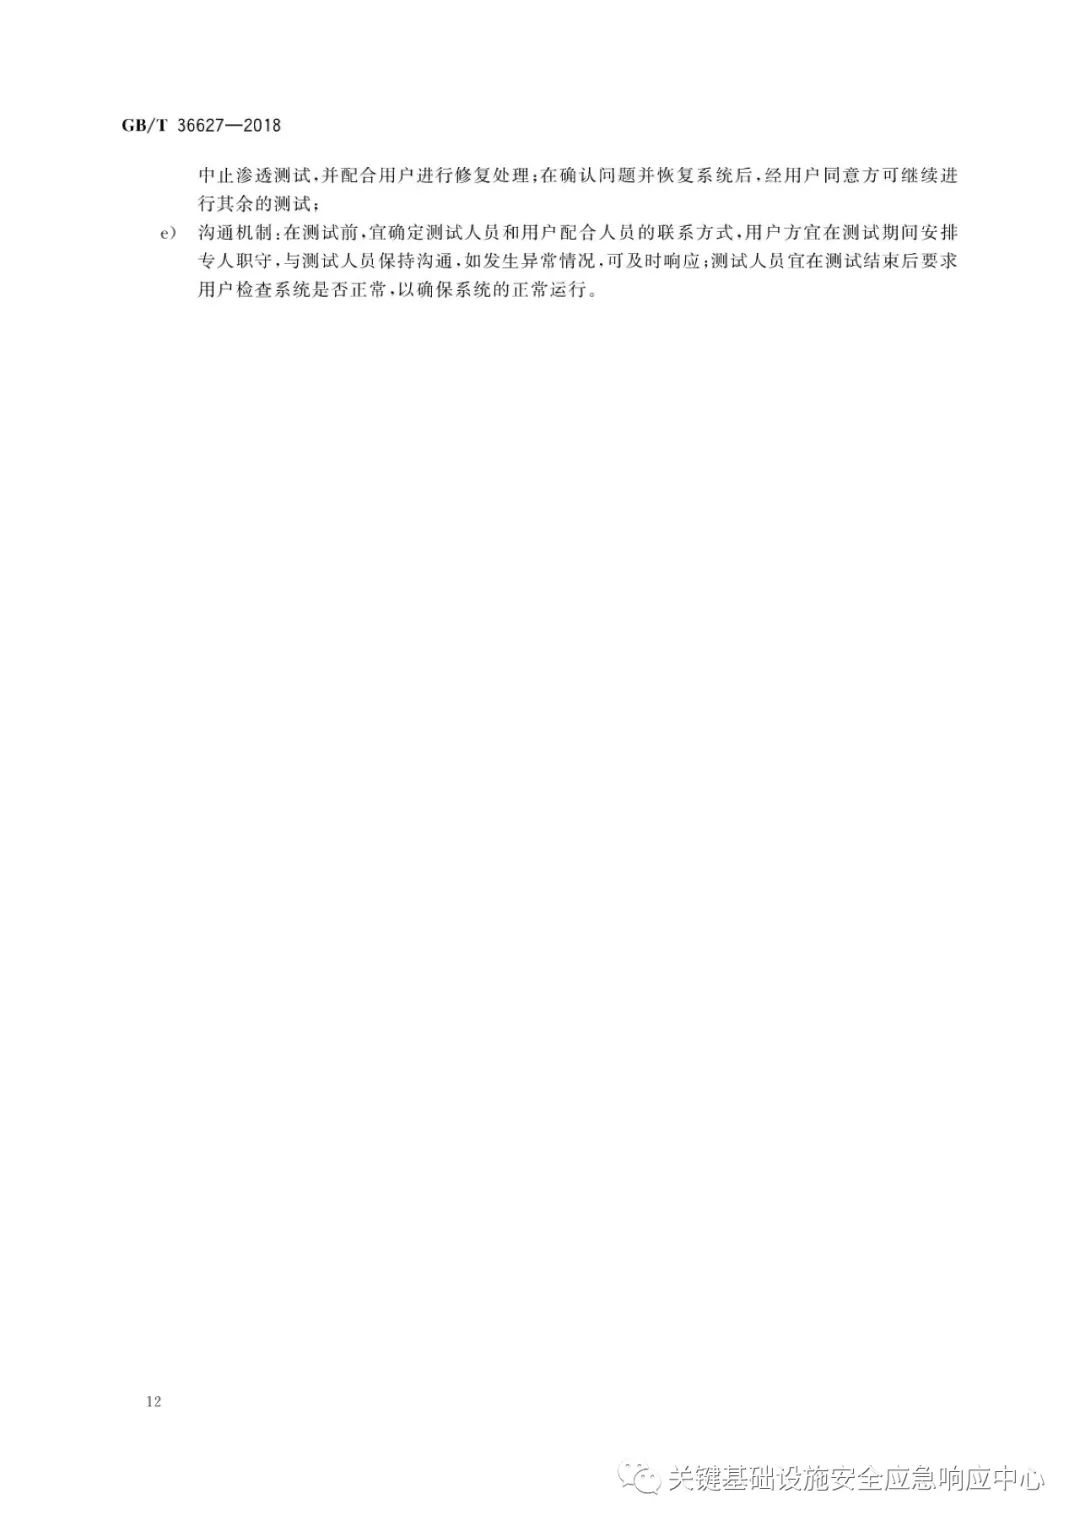 GB/T 36627—2018
中止渗透测试,并配合用户进行修复处理;在确认问题并恢复系统后,经用户同意方可继续进
行其余的测试;
e) 沟通机制:在测试前,宜确定测试人员和用户配合人员的联系方式,用户方宜在测试期间安排
专人职守,与测试人员保持沟通,如发生异常情况,可及时响应;测试人员宜在测试结束后要求
用户检查系统是否正常,以确保系统的正常运行。
12
关键基础设施安全应急响应中心